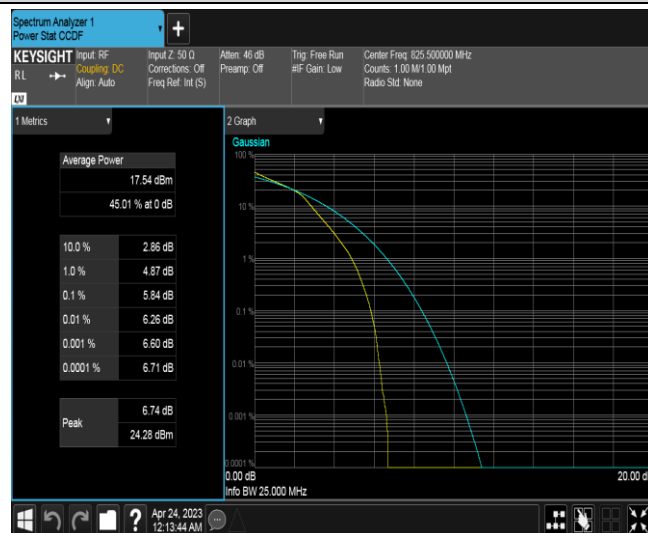 Spectrum Analyzer 1
Power Stat CCDF
+
KEYSIGHT
RL
Input: RF
Coupling: DC
Align: Auto
Input Z: 50 Ω
Corrections: Off
Freq Ref: Int (S)
Atten: 46 dB
Preamp: Off
Trig: Free Run
#IF Gain: Low
Center Freq: 825.500000 MHz
Counts: 1.00 M/1.00 Mpt
Radio Std: None
1 Metrics
Average Power
17.54 dBm
45.01 % at 0 dB
10.0 % 2.86 dB
1.0 % 4.87 dB
0.1 % 5.84 dB
0.01 % 6.26 dB
0.001 % 6.60 dB
0.0001 % 6.71 dB
Peak
6.74 dB
24.28 dBm
2 Graph
Gaussian
100 %
10 %
1 %
0.1 %
0.01 %
0.001 %
0.0001 %
0.00 dB
20.00 d
Info BW 25.000 MHz
?
Apr 24, 2023
12:13:44 AM